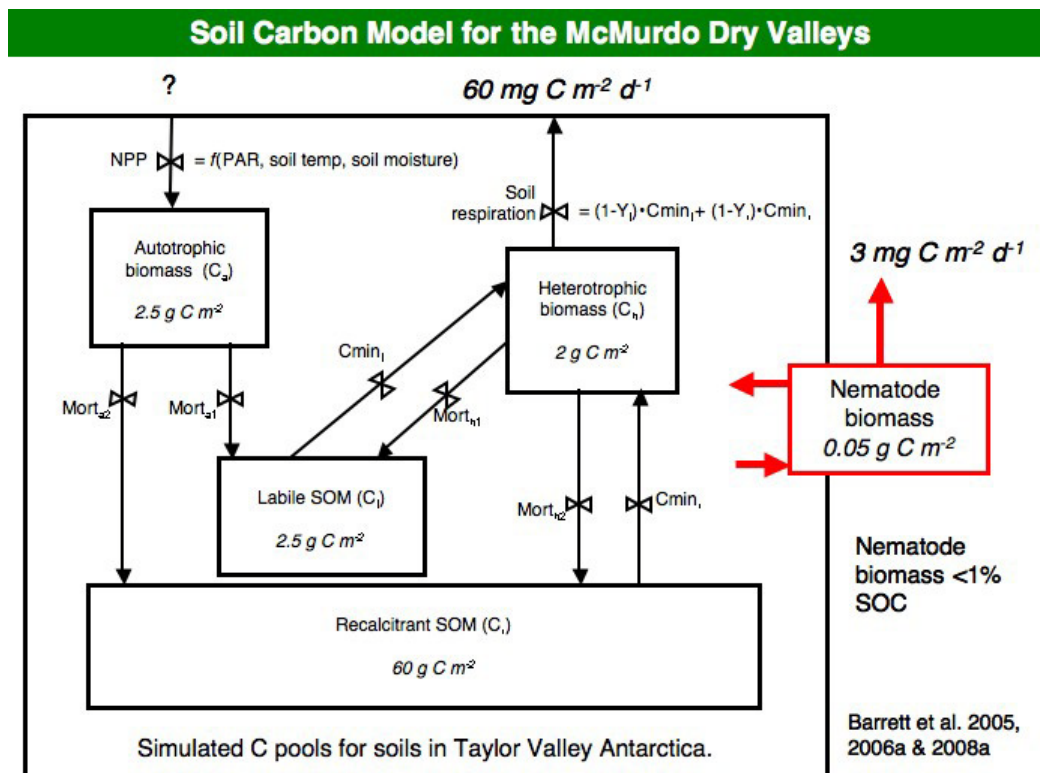 Soil Carbon Model for the McMurdo Dry Valleys
?
60 mg C m⁻² d⁻¹
NPP = f(PAR, soil temp, soil moisture)
Soil
respiration = (1-Yₗ)•Cminₗ+ (1-Yᵣ)•Cminᵣ
3 mg C m⁻² d⁻¹
Autotrophic
biomass (Cₐ)
2.5 g C m⁻²
Heterotrophic
biomass (Cₕ)
2 g C m⁻²
Cminₗ
Nematode
biomass
0.05 g C m⁻²
Mortₐ₂
Mortₐ₁
Mortₕ₁
Labile SOM (Cₗ)
2.5 g C m⁻²
Mortₕ₂
Cminᵣ
Nematode
biomass <1%
SOC
Recalcitrant SOM (Cᵣ)
60 g C m⁻²
Simulated C pools for soils in Taylor Valley Antarctica.
Barrett et al. 2005,
2006a & 2008a